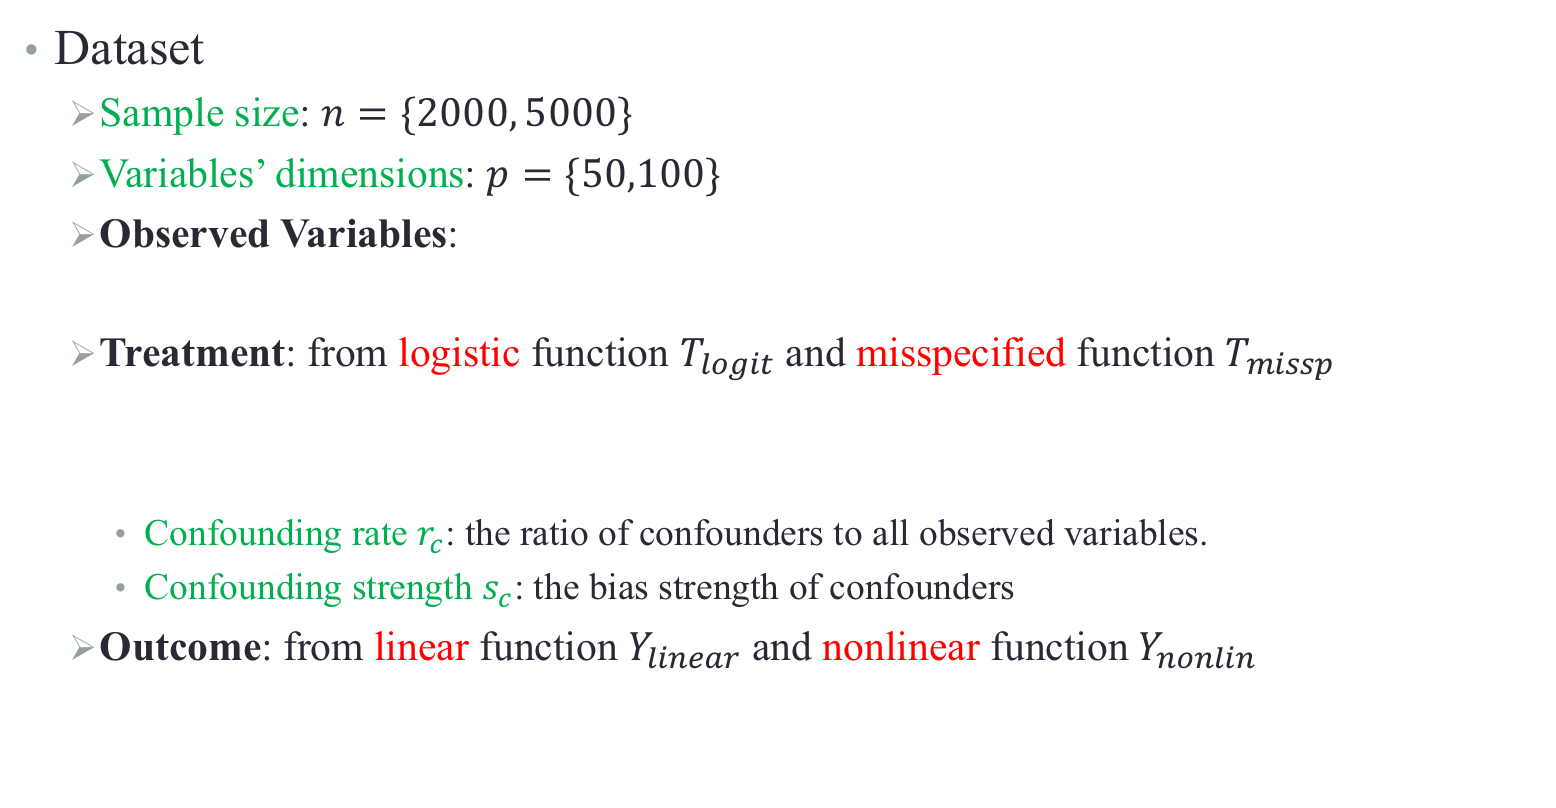 • Dataset
➢Sample size: n = {2000, 5000}
➢Variables’ dimensions: p = {50,100}
➢Observed Variables:
➢Treatment: from logistic function T_logit and misspecified function T_missp
• Confounding rate r_c: the ratio of confounders to all observed variables.
• Confounding strength s_c: the bias strength of confounders
➢Outcome: from linear function Y_linear and nonlinear function Y_nonlin